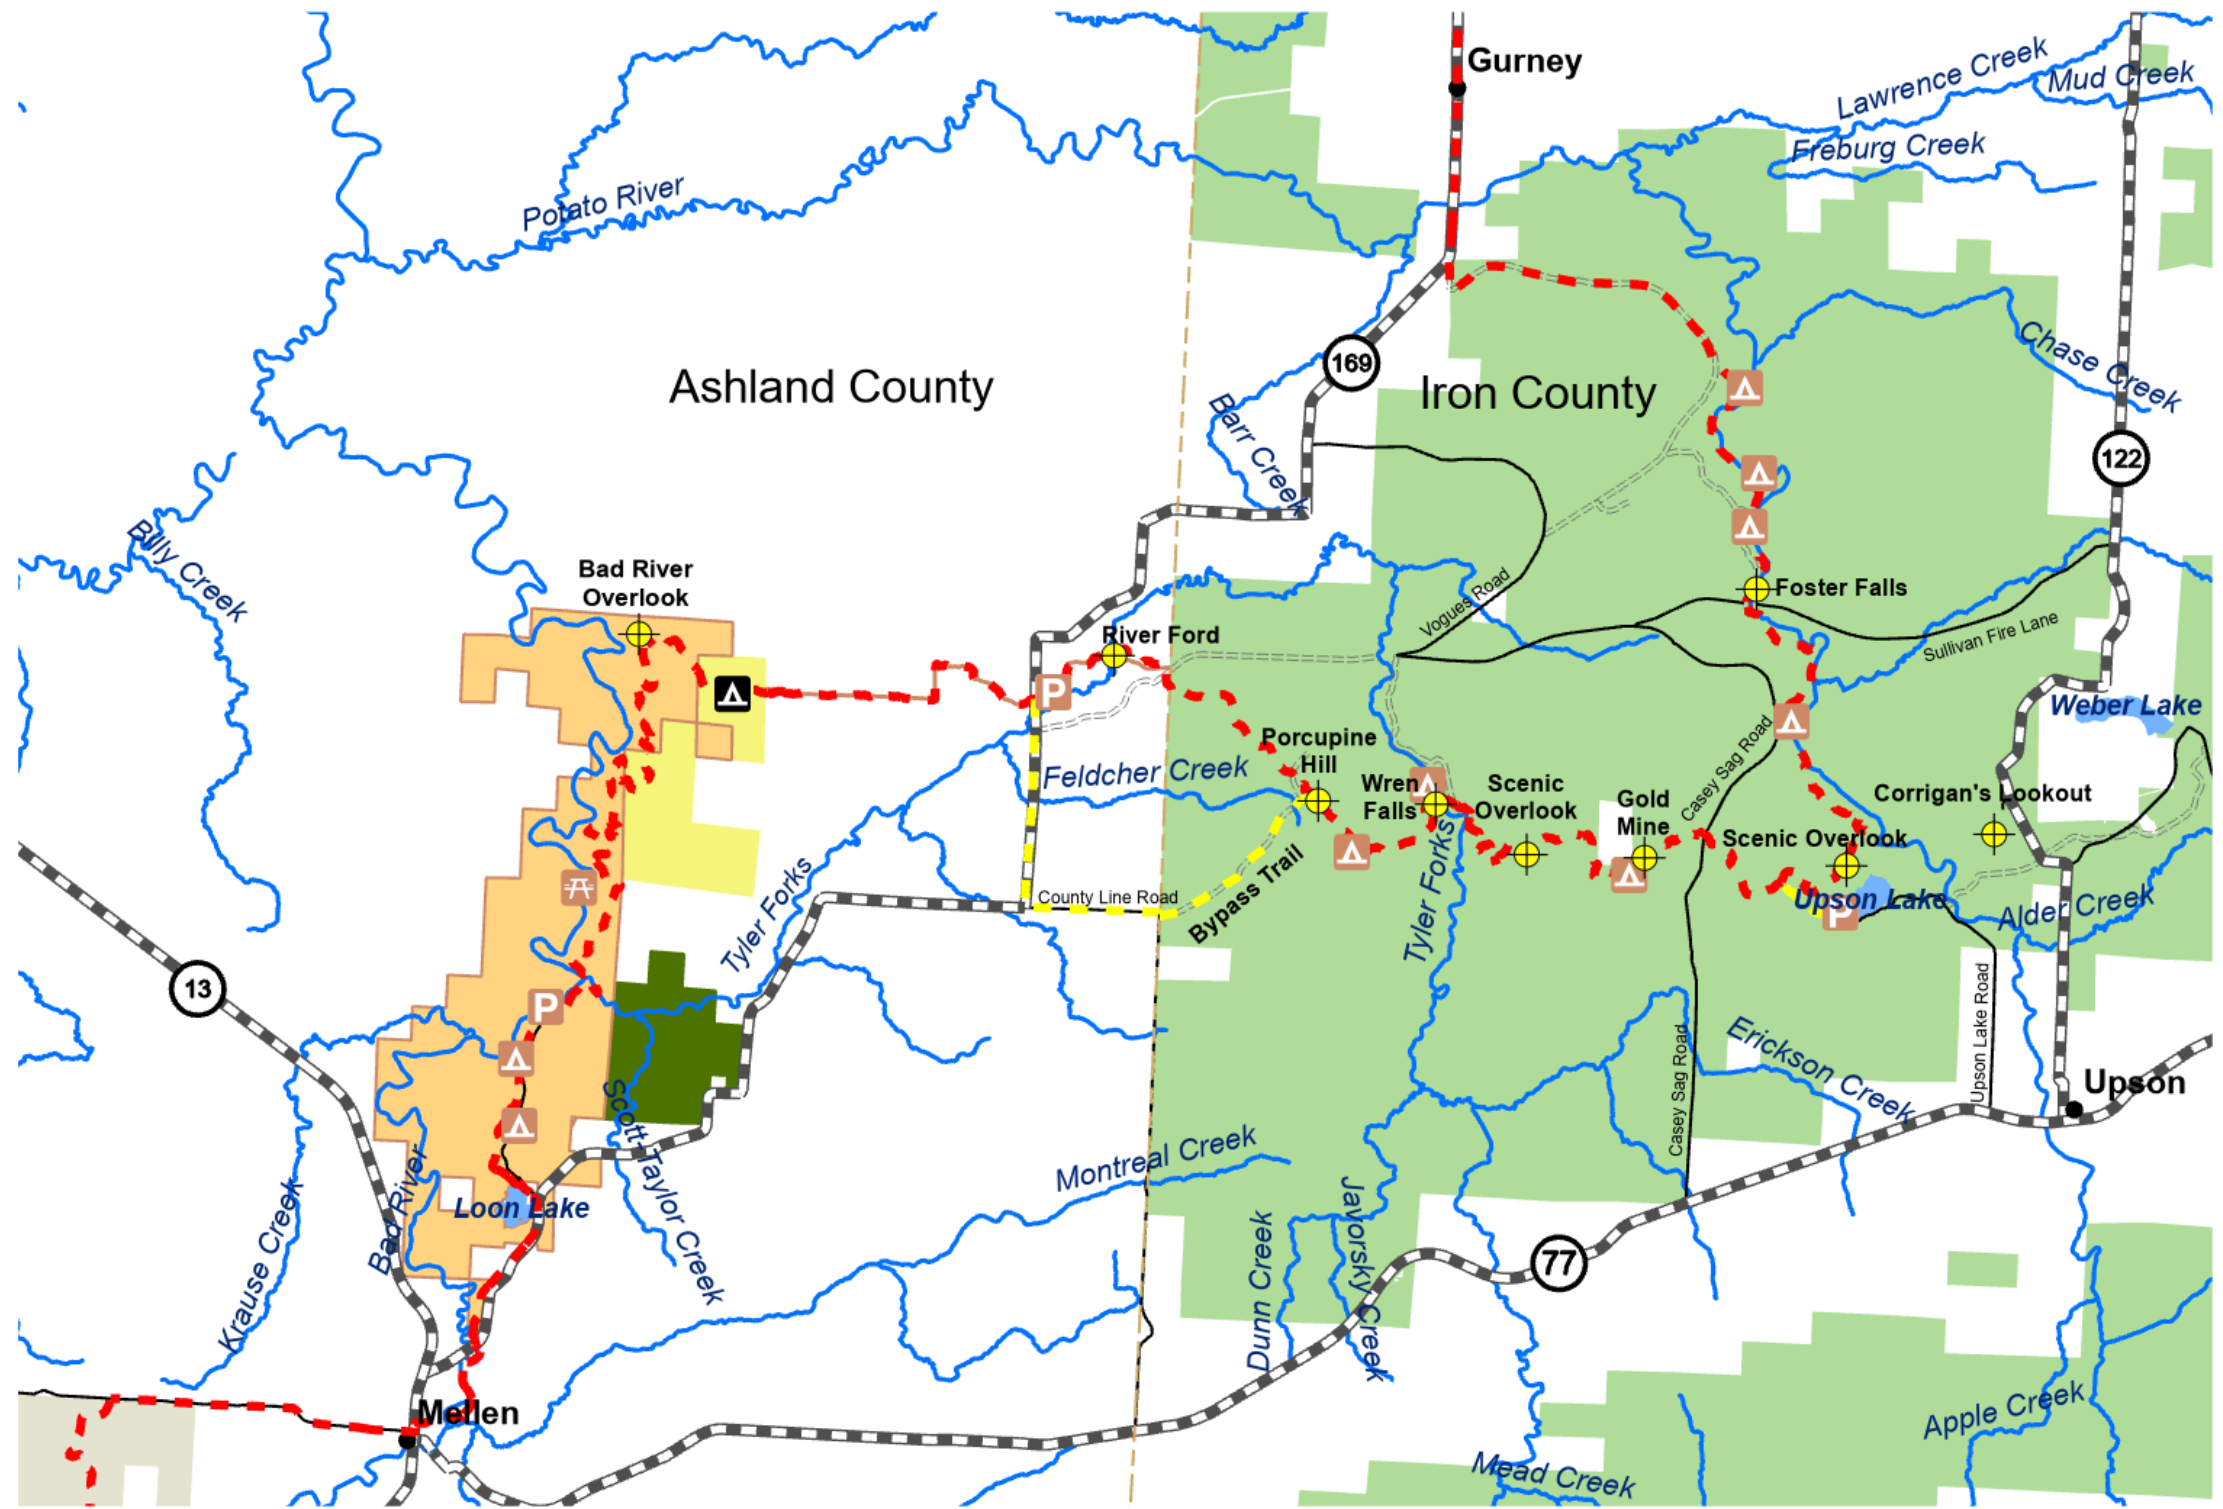 Gurney
Lawrence Creek
Mud Creek
Freburg Creek
Potato River
Chase Creek
169
Ashland County
Iron County
Barr Creek
122
Billy Creek
Bad River
Overlook
Vogues Road
Foster Falls
River Ford
Sullivan Fire Lane
P
Weber Lake
Porcupine
Hill
Feldcher Creek
Casey Sag Road
Wren
Falls
Scenic
Overlook
Gold
Mine
Corrigan's Lookout
Scenic Overlook
Tyler Forks
Bypass Trail
County Line Road
Upson Lake
P
Alder Creek
Tyler Forks
13
P
Upson Lake Road
Casey Sag Road
Erickson Creek
Upson
Scott-Taylor Creek
Montreal Creek
Bad River
Loon Lake
Krause Creek
Dunn Creek
Javorsky Creek
77
Mellen
Apple Creek
Mead Creek